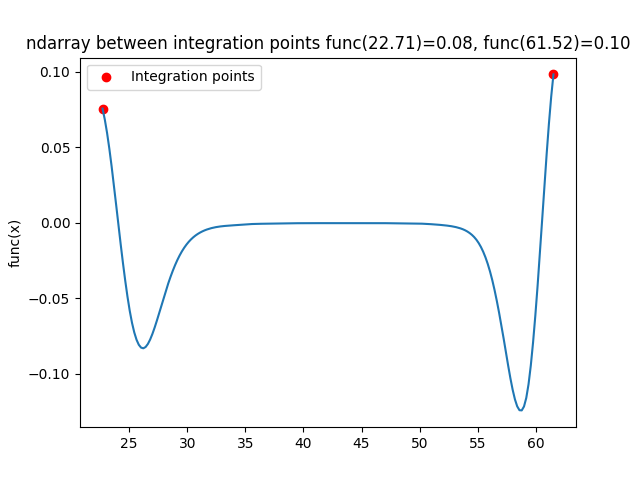 ndarray between integration points func(22.71)=0.08, func(61.52)=0.10
Integration points
func(x)
0.10
0.05
0.00
−0.05
−0.10
25 30 35 40 45 50 55 60